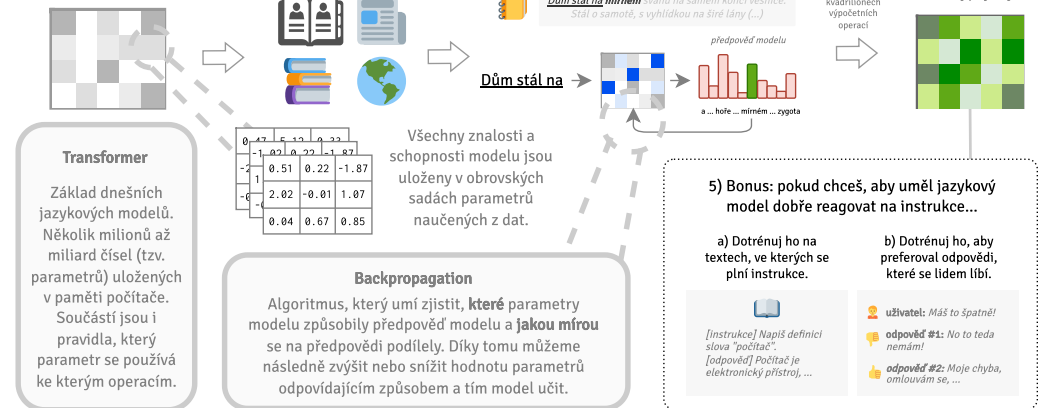 Dům stál na mírném svahu na samém konci vesnice.
Stál o samotě, s vyhlídkou na širé lány (...)
kvadriliónech
výpočetních
operací
předpověď modelu
Dům stál na
a ... hoře ... mírném ... zygota
Transformer
Základ dnešních
jazykových modelů.
Několik milionů až
miliard čísel (tzv.
parametrů) uložených
v paměti počítače.
Součástí jsou i
pravidla, který
parametr se používá
ke kterým operacím.
0.51 0.22 -1.87
2.02 -0.01 1.07
0.04 0.67 0.85
Všechny znalosti a
schopnosti modelu jsou
uloženy v obrovských
sadách parametrů
naučených z dat.
Backpropagation
Algoritmus, který umí zjistit, které parametry
modelu způsobily předpověď modelu a jakou mírou
se na předpovědi podílely. Díky tomu můžeme
následně zvýšit nebo snížit hodnotu parametrů
odpovídajícím způsobem a tím model učit.
5) Bonus: pokud chceš, aby uměl jazykový
model dobře reagovat na instrukce...
a) Dotrénuj ho na
textech, ve kterých se
plní instrukce.
[instrukce] Napiš definici
slova "počítač".
[odpověď] Počítač je
elektronický přístroj, ...
b) Dotrénuj ho, aby
preferoval odpovědi,
které se lidem líbí.
uživatel: Máš to špatně!
odpověď #1: No to teda
nemám!
odpověď #2: Moje chyba,
omlouvám se, ...